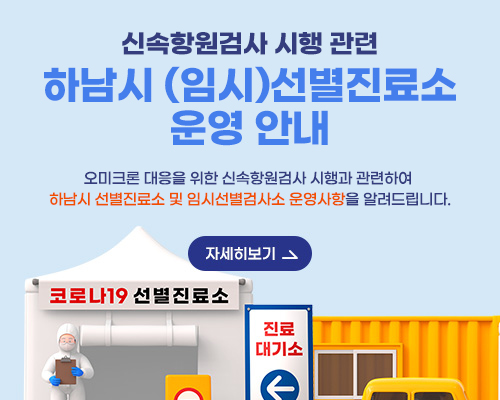 신속항원검사 시행 관련
하남시 (임시)선별진료소
운영 안내
오미크론 대응을 위한 신속항원검사 시행과 관련하여
하남시 선별진료소 및 임시선별검사소 운영사항을 알려드립니다.
자세히보기
코로나19 선별진료소
진료
대기소